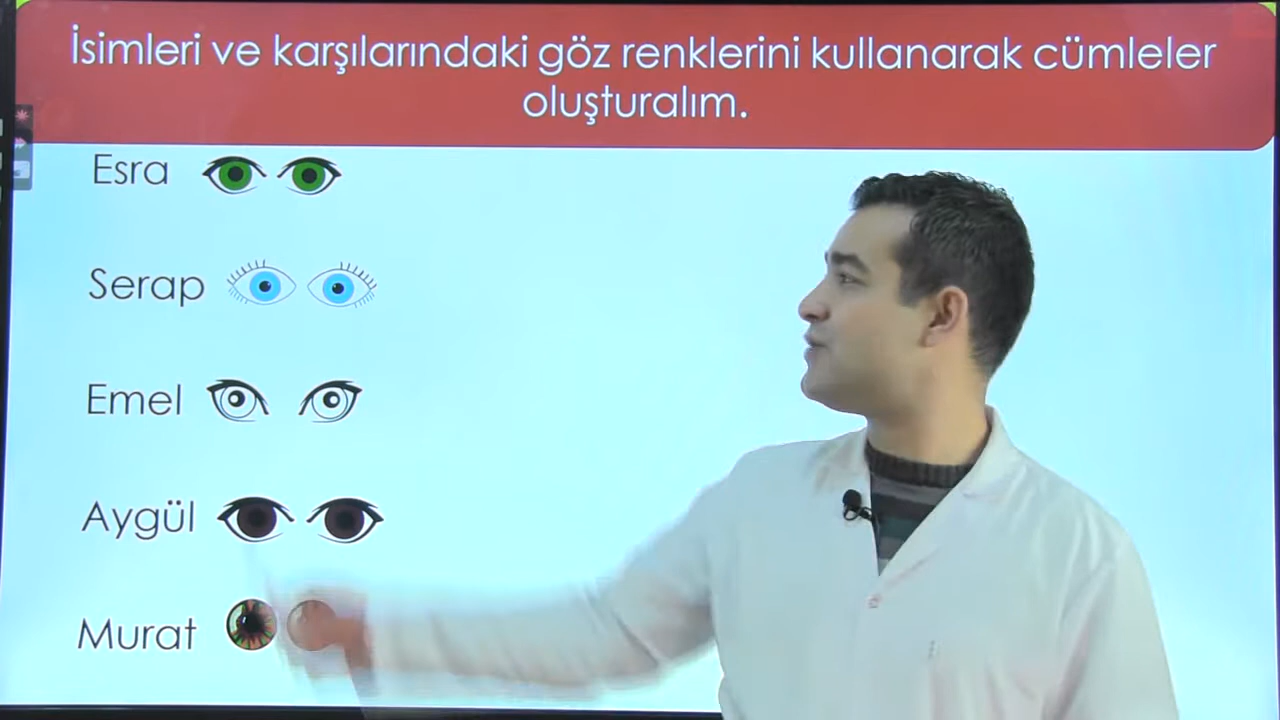 İsimleri ve karşılarındaki göz renklerini kullanarak cümleler
oluşturalım.
Esra
Serap
Emel
Aygül
Murat